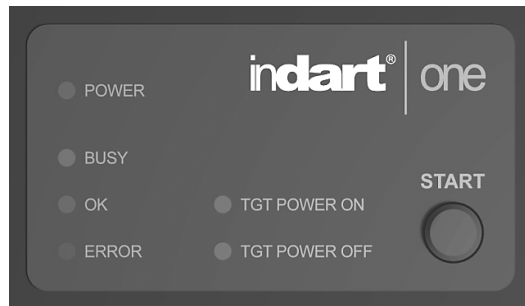 indart® | one
POWER
BUSY
START
OK
TGT POWER ON
ERROR
TGT POWER OFF